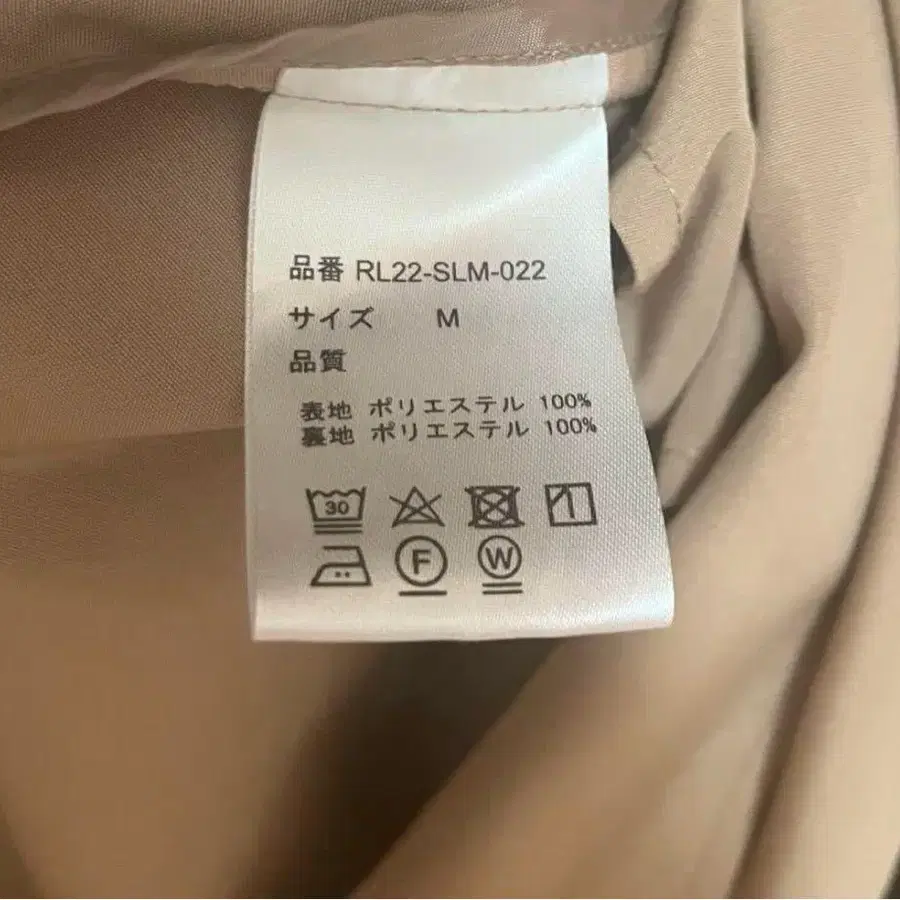 品番 RL22-SLM-022
サイズ M
品質
表地 ポリエステル 100%
裏地 ポリエステル 100%
30
F W